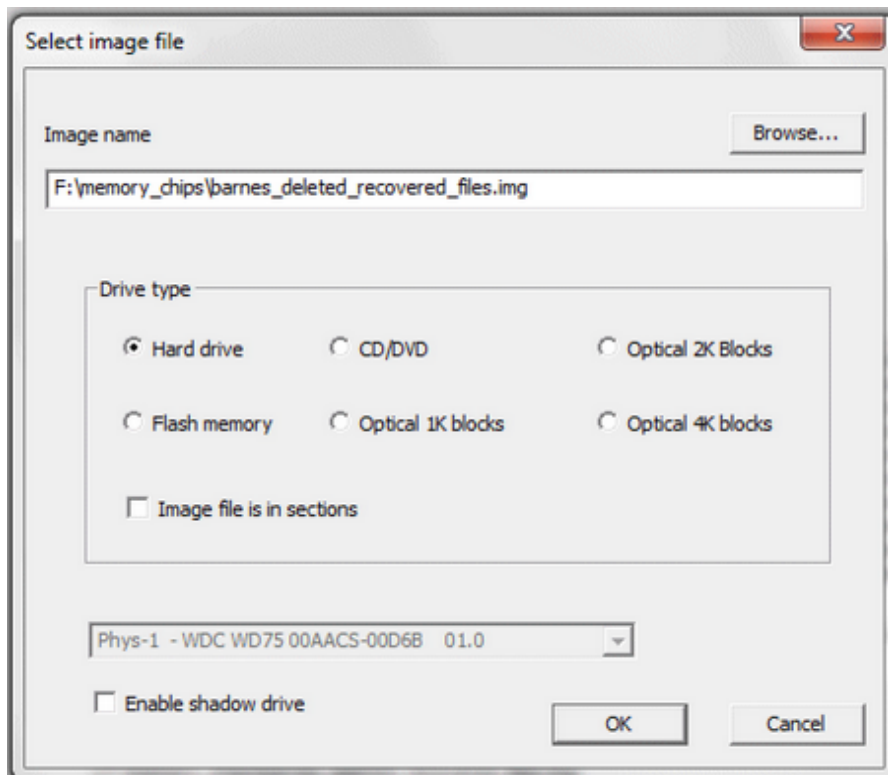 Select image file
Image name
Browse...
F:\memory_chips\barnes_deleted_recovered_files.img
Drive type
Hard drive
CD/DVD
Optical 2K Blocks
Flash memory
Optical 1K blocks
Optical 4K blocks
Image file is in sections
Phys-1 - WDC WD75 00AACS-00D6B 01.0
Enable shadow drive
OK
Cancel